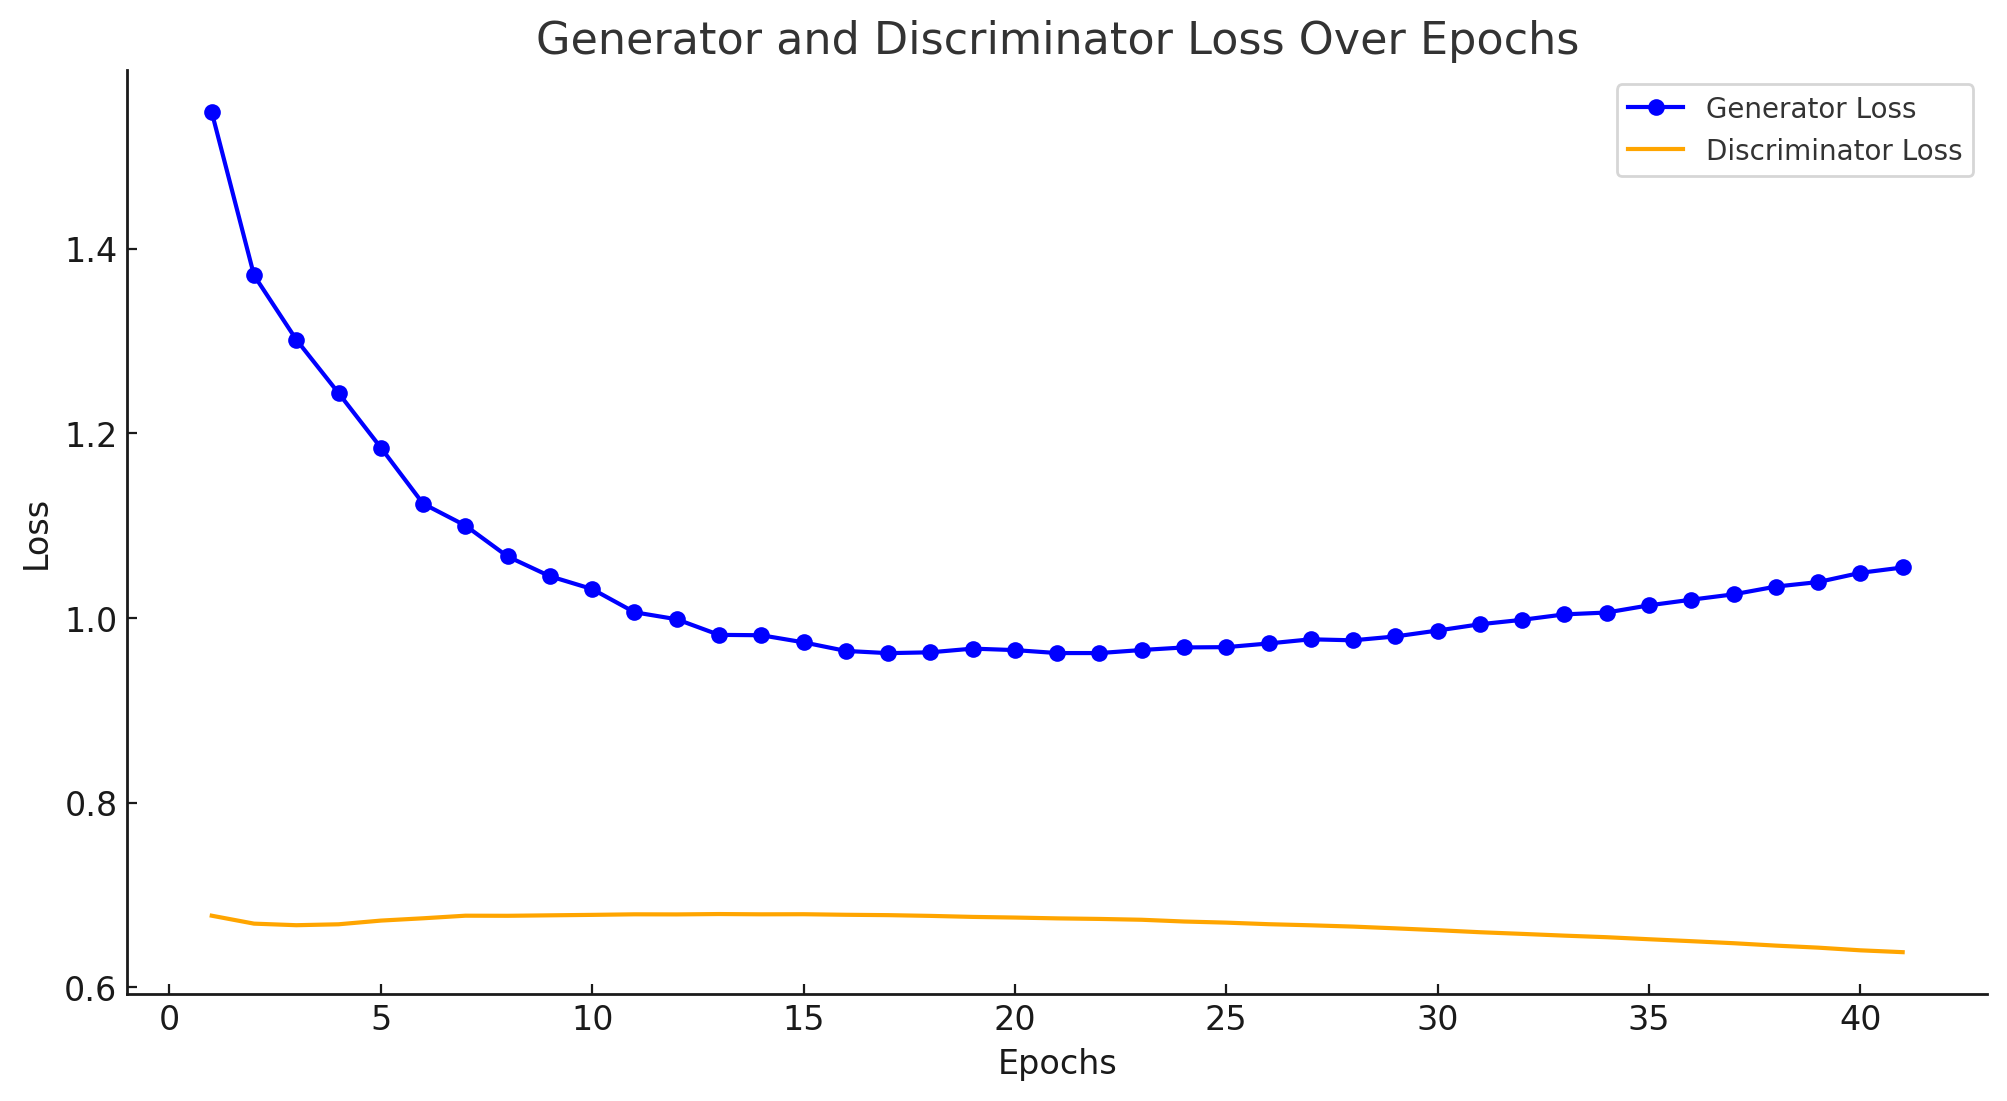 Generator and Discriminator Loss Over Epochs
Generator Loss
Discriminator Loss
Loss
1.4
1.2
1.0
0.8
0.6
0 5 10 15 20 25 30 35 40
Epochs